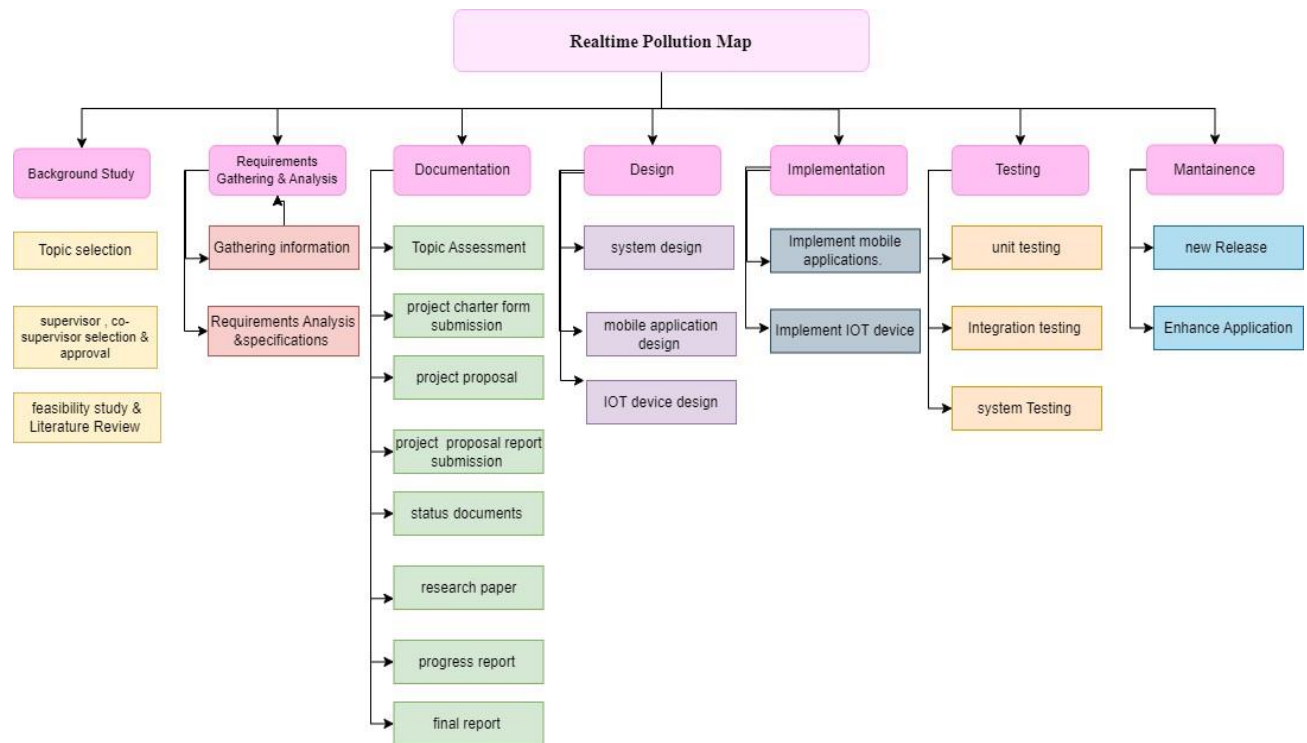 Realtime Pollution Map
Background Study
Requirements
Gathering & Analysis
Documentation
Design
Implementation
Testing
Mantainence
Topic selection
supervisor , co-
supervisor selection &
approval
feasibility study &
Literature Review
Gathering information
Requirements Analysis
&specifications
Topic Assessment
project charter form
submission
project proposal
project proposal report
submission
status documents
research paper
progress report
final report
system design
mobile application
design
IOT device design
Implement mobile
applications.
Implement IOT device
unit testing
Integration testing
system Testing
new Release
Enhance Application